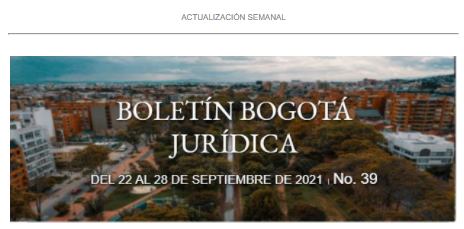 ACTUALIZACIÓN SEMANAL
BOLETÍN BOGOTÁ
JURÍDICA
DEL 22 AL 28 DE SEPTIEMBRE DE 2021 | No. 39